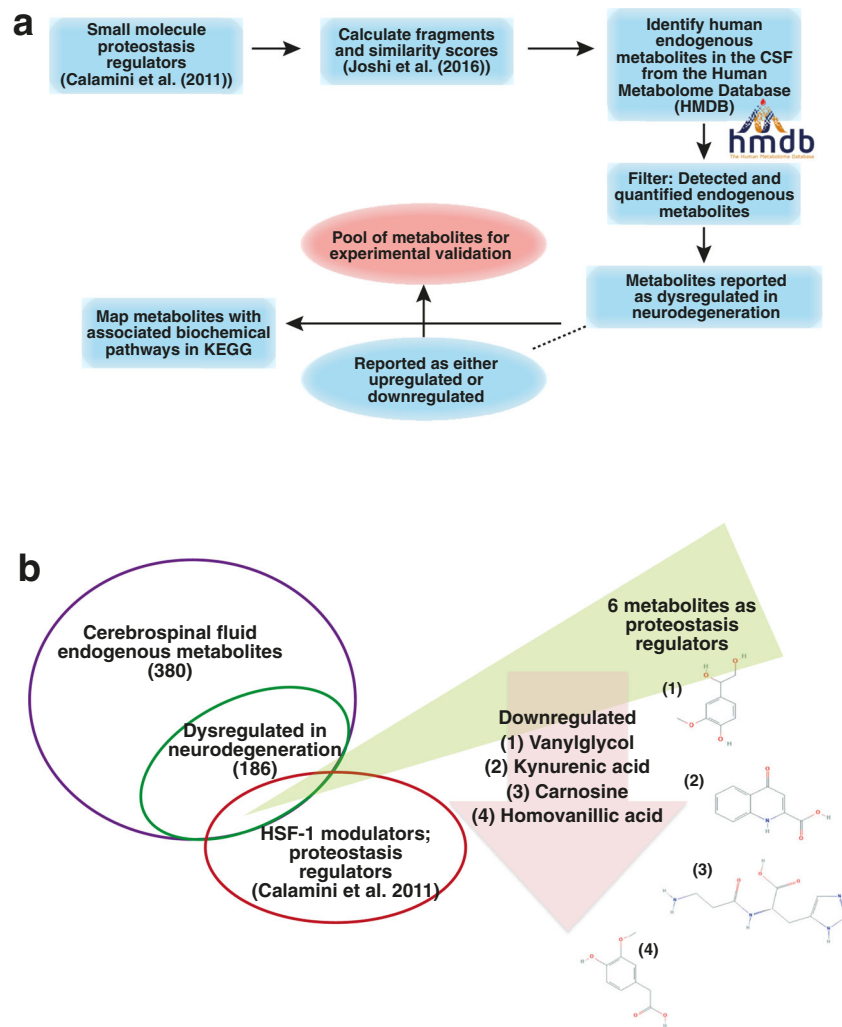 a
Small molecule
proteostasis
regulators
(Calamini et al. (2011))
Calculate fragments
and similarity scores
(Joshi et al. (2016))
Identify human
endogenous
metabolites in the CSF
from the Human
Metabolome Database
(HMDB)
hmdb
The Human Metabolome Database
Filter: Detected and
quantified endogenous
metabolites
Pool of metabolites for
experimental validation
Metabolites reported
as dysregulated in
neurodegeneration
Map metabolites with
associated biochemical
pathways in KEGG
Reported as either
upregulated or
downregulated
b
Cerebrospinal fluid
endogenous metabolites
(380)
Dysregulated in
neurodegeneration
(186)
HSF-1 modulators;
proteostasis
regulators
(Calamini et al. 2011)
6 metabolites as
proteostasis
regulators
Downregulated
(1) Vanylglycol
(2) Kynurenic acid
(3) Carnosine
(4) Homovanillic acid
(1)
H
O
H
O
O
O
H
(2)
O
N
H
O
H
O
(3)
H
O
O
O
H
N
H
N
H
N
N
H
(4)
O
H
O
O
O
H